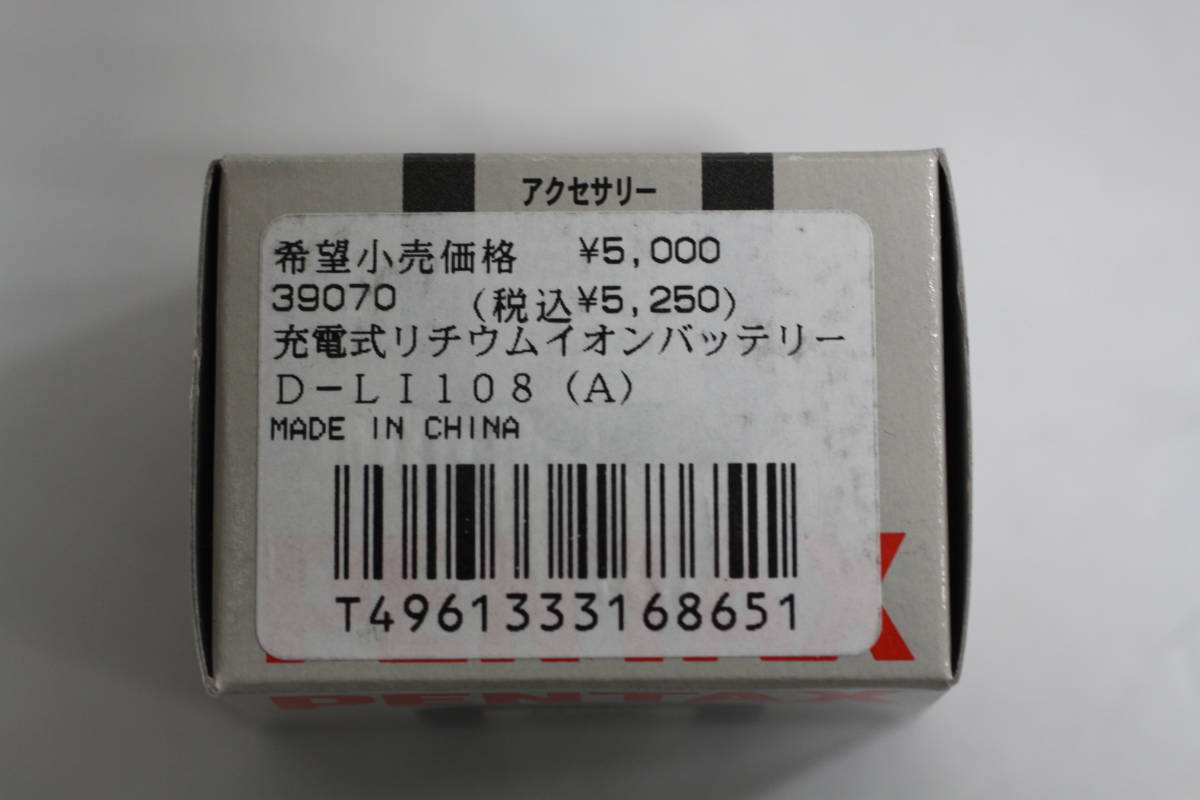 アクセサリー
希望小売価格 ¥5,000
39070 (税込¥5,250)
充電式リチウムイオンバッテリー
D-LI108(A)
MADE IN CHINA
T4961333168651
PENTAX
PENTAX